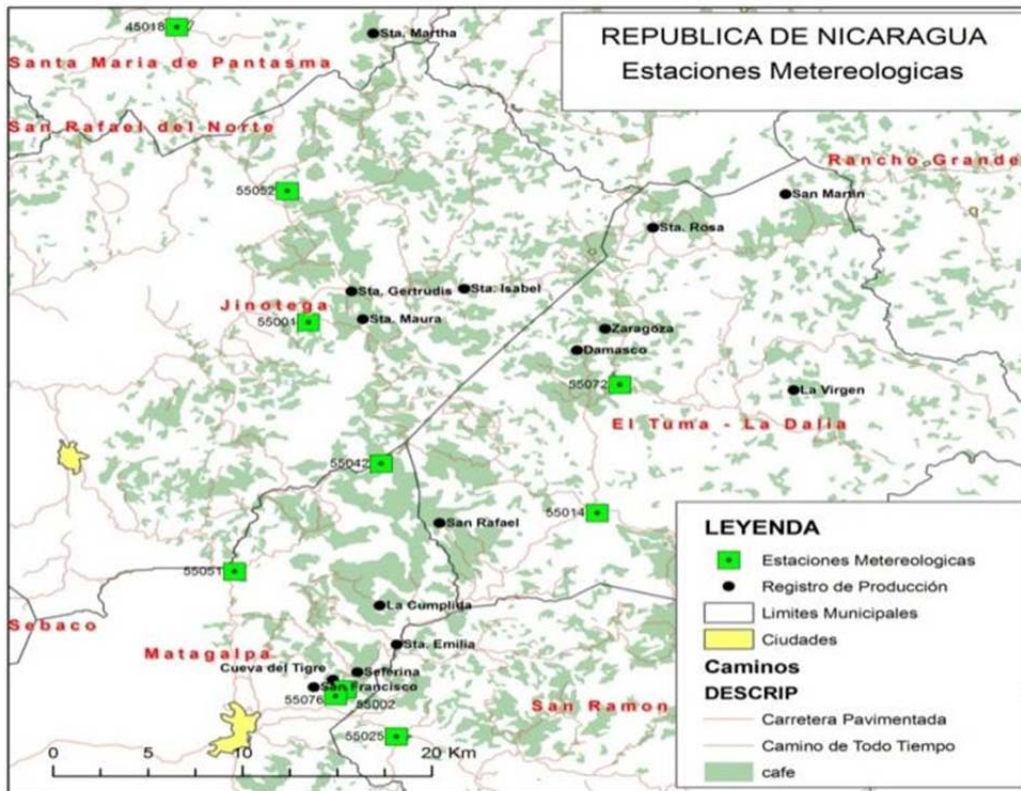 REPUBLICA DE NICARAGUA
Estaciones Metereologicas
45018
Sta. Martha
Santa Maria de Pantasma
San Rafael del Norte
Rancho Grande
55052
San Martin
Sta. Rosa
Sta. Gertrudis
Sta. Isabel
Jinotega
55001
Sta. Maura
Zaragoza
Damasco
55072
La Virgen
El Tuma - La Dalia
55042
55014
San Rafael
55051
La Cumplida
Sebaco
Matagalpa
Sta. Emilia
Cueva del Tigre
Seferina
San Francisco
55076
55002
San Ramon
55025
0 5 10 20 Km
LEYENDA
Estaciones Metereologicas
Registro de Producción
Limites Municipales
Ciudades
Caminos
DESCRIP
Carretera Pavimentada
Camino de Todo Tiempo
cafe